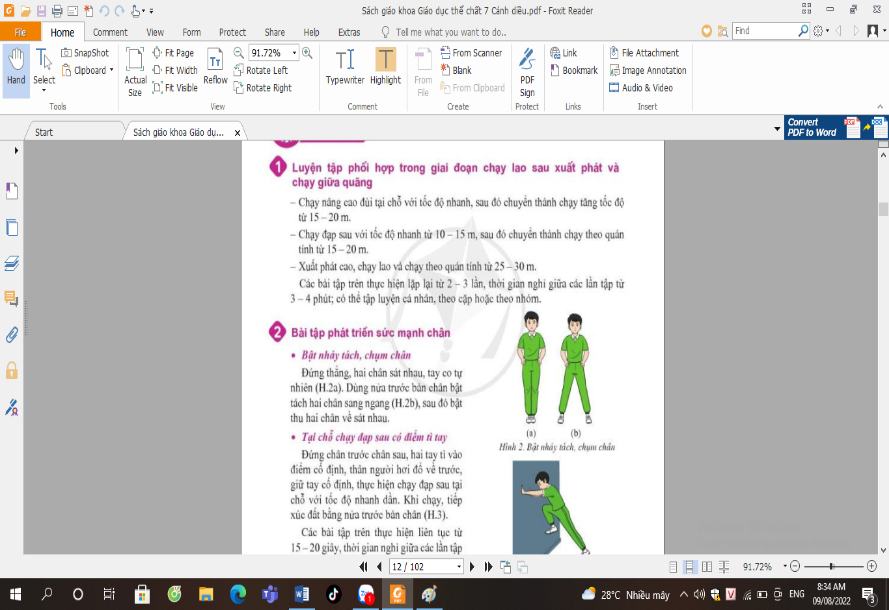 Sách giáo khoa Giáo dục thể chất 7 Cánh diều.pdf - Foxit Reader
File Home Comment View Form Protect Share Help Extras Tell me what you want to do.. Find
Hand
Select
SnapShot
Clipboard
Actual Size
Fit Page
Fit Width
Fit Visible
Reflow
91.72%
Rotate Left
Rotate Right
Typewriter
Highlight
From File
From Scanner
Blank
From Clipboard
PDF Sign
Link
Bookmark
File Attachment
Image Annotation
Audio & Video
Tools View Comment Create Protect Links Insert
Start Sách giáo khoa Giáo dụ... x
Convert
PDF to Word
1 Luyện tập phối hợp trong giai đoạn chạy lao sau xuất phát và
chạy giữa quãng
– Chạy nâng cao đùi tại chỗ với tốc độ nhanh, sau đó chuyển thành chạy tăng tốc độ
từ 15 – 20 m.
– Chạy đạp sau với tốc độ nhanh từ 10 – 15 m, sau đó chuyển thành chạy theo quán
tính từ 15 – 20 m.
– Xuất phát cao, chạy lao và chạy theo quán tính từ 25 – 30 m.
Các bài tập trên thực hiện lặp lại từ 2 – 3 lần, thời gian nghỉ giữa các lần tập từ
3 – 4 phút; có thể tập luyện cá nhân, theo cặp hoặc theo nhóm.
2 Bài tập phát triển sức mạnh chân
• Bật nhảy tách, chụm chân
Đứng thẳng, hai chân sát nhau, tay co tự
nhiên (H.2a). Dùng nửa trước bàn chân bật
tách hai chân sang ngang (H.2b), sau đó bật
thu hai chân về sát nhau.
(a) (b)
Hình 2. Bật nhảy tách, chụm chân
• Tại chỗ chạy đạp sau có điểm tì tay
Đứng chân trước chân sau, hai tay tì vào
điểm cố định, thân người hơi đổ về trước,
giữ tay cố định, thực hiện chạy đạp sau tại
chỗ với tốc độ nhanh dần. Khi chạy, tiếp
xúc đất bằng nửa trước bàn chân (H.3).
Các bài tập trên thực hiện liên tục từ
15 – 20 giây, thời gian nghỉ giữa các lần tập
12 / 102
91.72%
28°C Nhiều mây
ENG
8:34 AM
09/08/2022